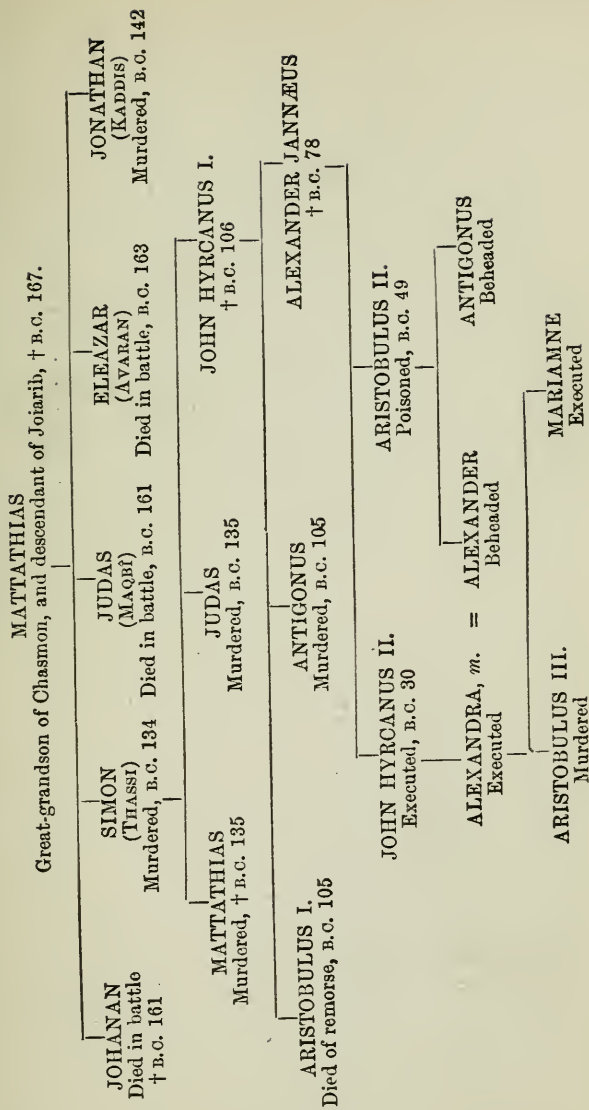 MATTATHIAS
Great-grandson of Chasmon, and descendant of Joiarib, † B.C. 167.
JOHANAN
Died in battle
† B.C. 161
SIMON
(THASSI)
Murdered, B.C. 134
JUDAS
(MAQBÎ)
Died in battle, B.C. 161
ELEAZAR
(AVARAN)
Died in battle, B.C. 163
JONATHAN
(KADDIS)
Murdered, B.C. 142
MATTATHIAS
Murdered, † B.C. 135
JUDAS
Murdered, B.C. 135
JOHN HYRCANUS I.
† B.C. 106
ARISTOBULUS I.
Died of remorse, B.C. 105
ANTIGONUS
Murdered, B.C. 105
ALEXANDER JANNÆUS
† B.C. 78
JOHN HYRCANUS II.
Executed, B.C. 30
ARISTOBULUS II.
Poisoned, B.C. 49
ALEXANDRA, m. = ALEXANDER
Executed
Beheaded
ANTIGONUS
Beheaded
ARISTOBULUS III.
Murdered
MARIAMNE
Executed